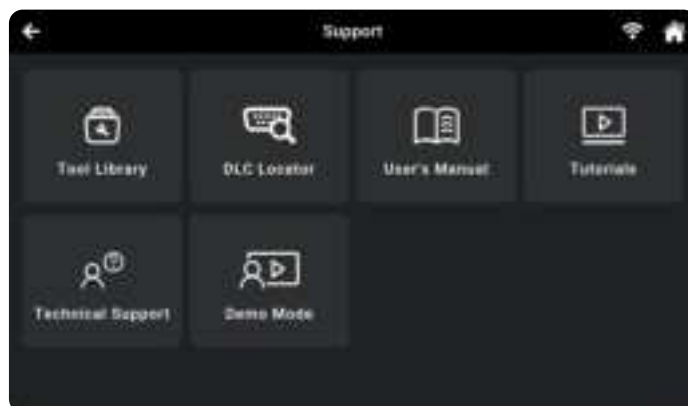 Support
Tool Library
DLC Locator
User's Manual
Tutorials
Technical Support
Demo Mode